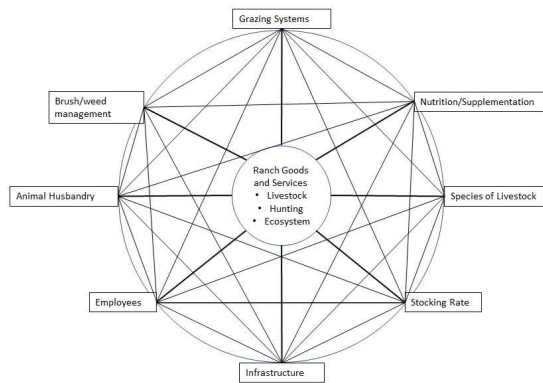 Grazing Systems
Brush/weed
management
Nutrition/Supplementation
Ranch Goods
and Services
• Livestock
• Hunting
• Ecosystem
Animal Husbandry
Species of Livestock
Employees
Stocking Rate
Infrastructure